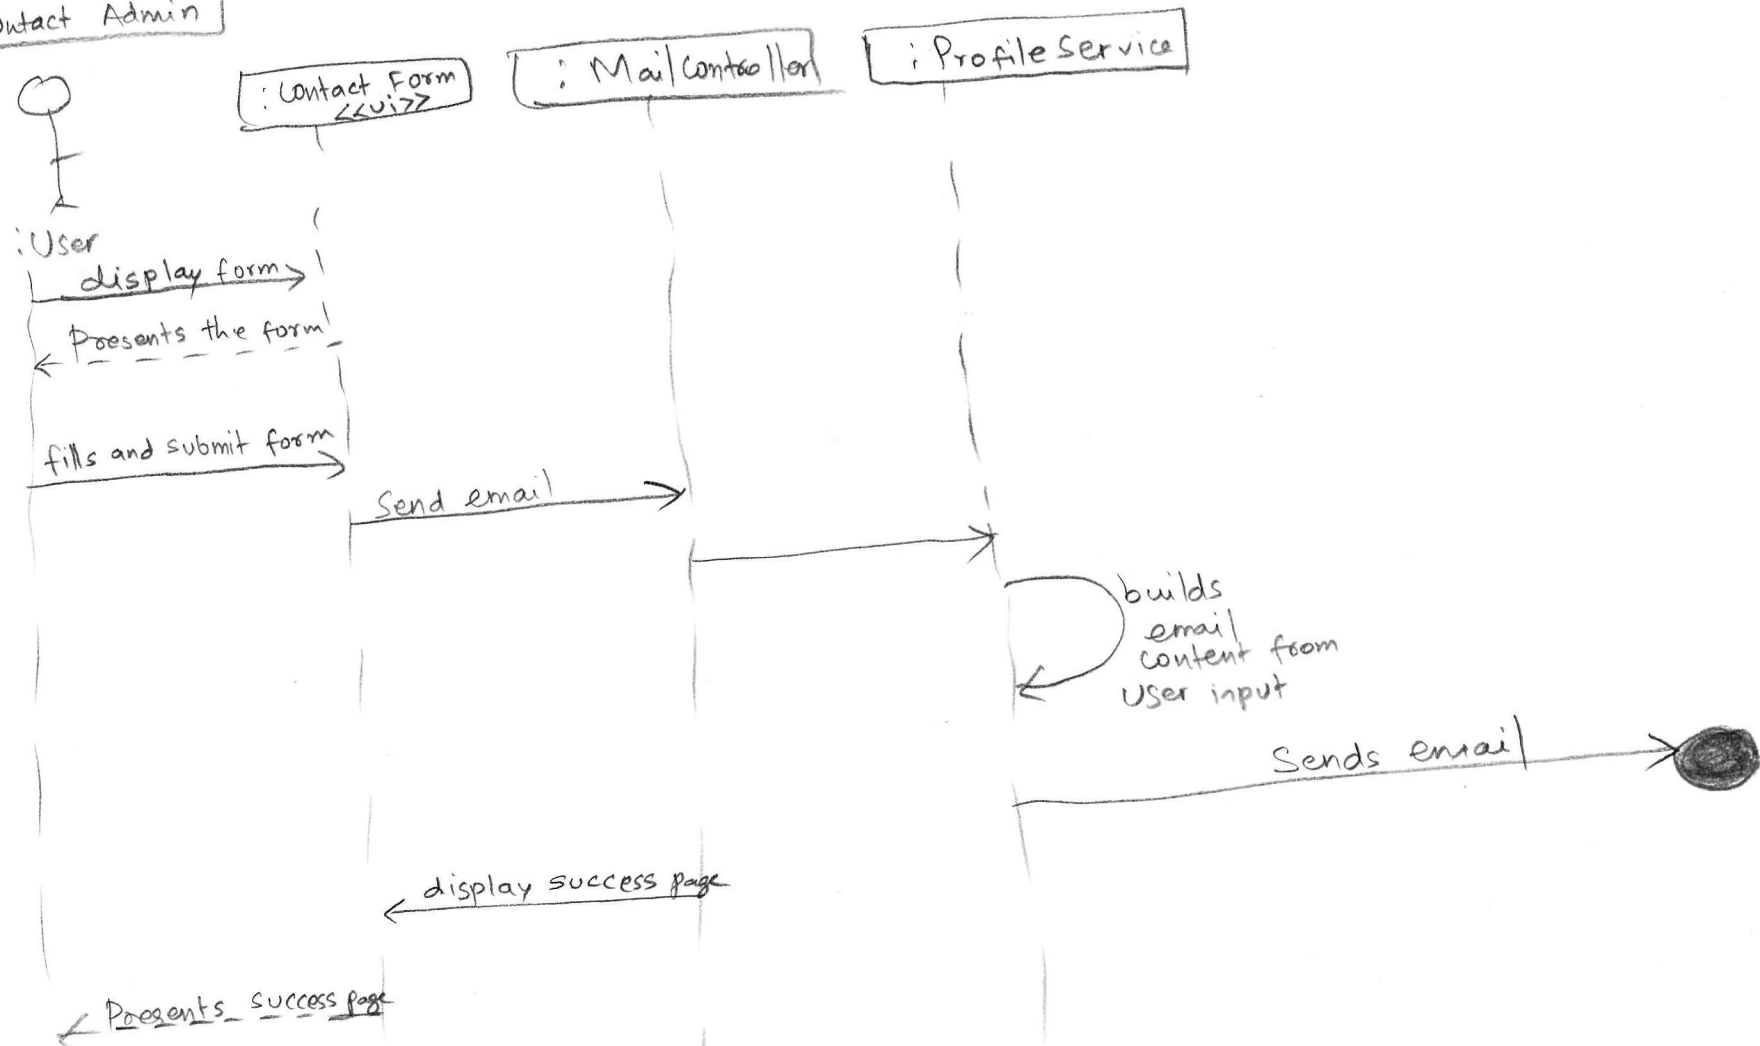 ontact Admin
: Contact Form
<<ui>>
: MailController
: ProfileService
:User
display form
Presents the form
fills and submit form
Send email
builds
email
content from
user input
Sends email
display success page
Presents success page